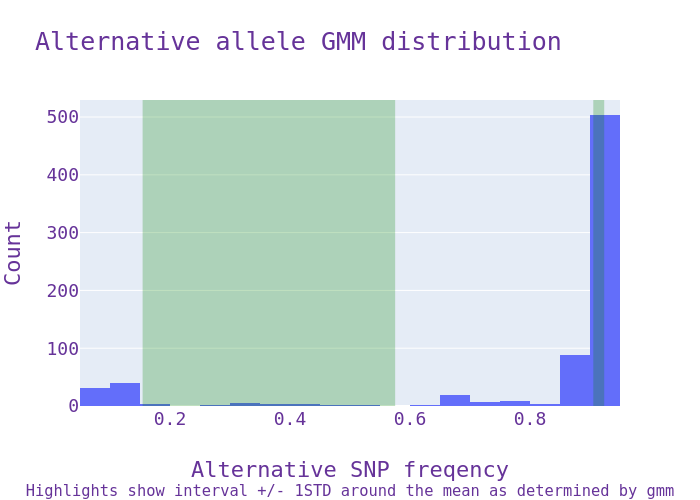 Alternative allele GMM distribution
500
400
300
200
100
0
Count
0.2 0.4 0.6 0.8
Alternative SNP freqency
Highlights show interval +/- 1STD around the mean as determined by gmm